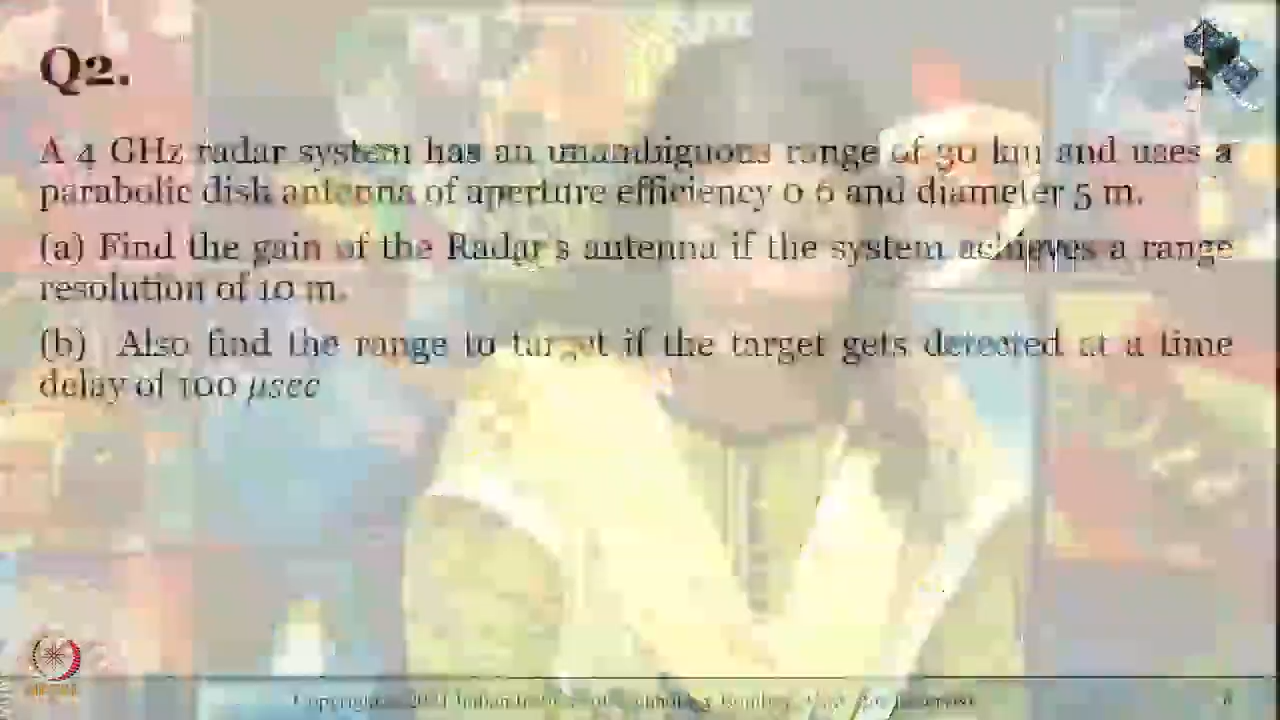 Q2.
A 4 GHz radar system has an unambiguous range of 90 km and uses a
parabolic dish antenna of aperture efficiency 0.6 and diameter 5 m.
(a) Find the gain of the Radar's antenna if the system achieves a range
resolution of 10 m.
(b) Also find the range to target if the target gets detected at a time
delay of 100 μsec